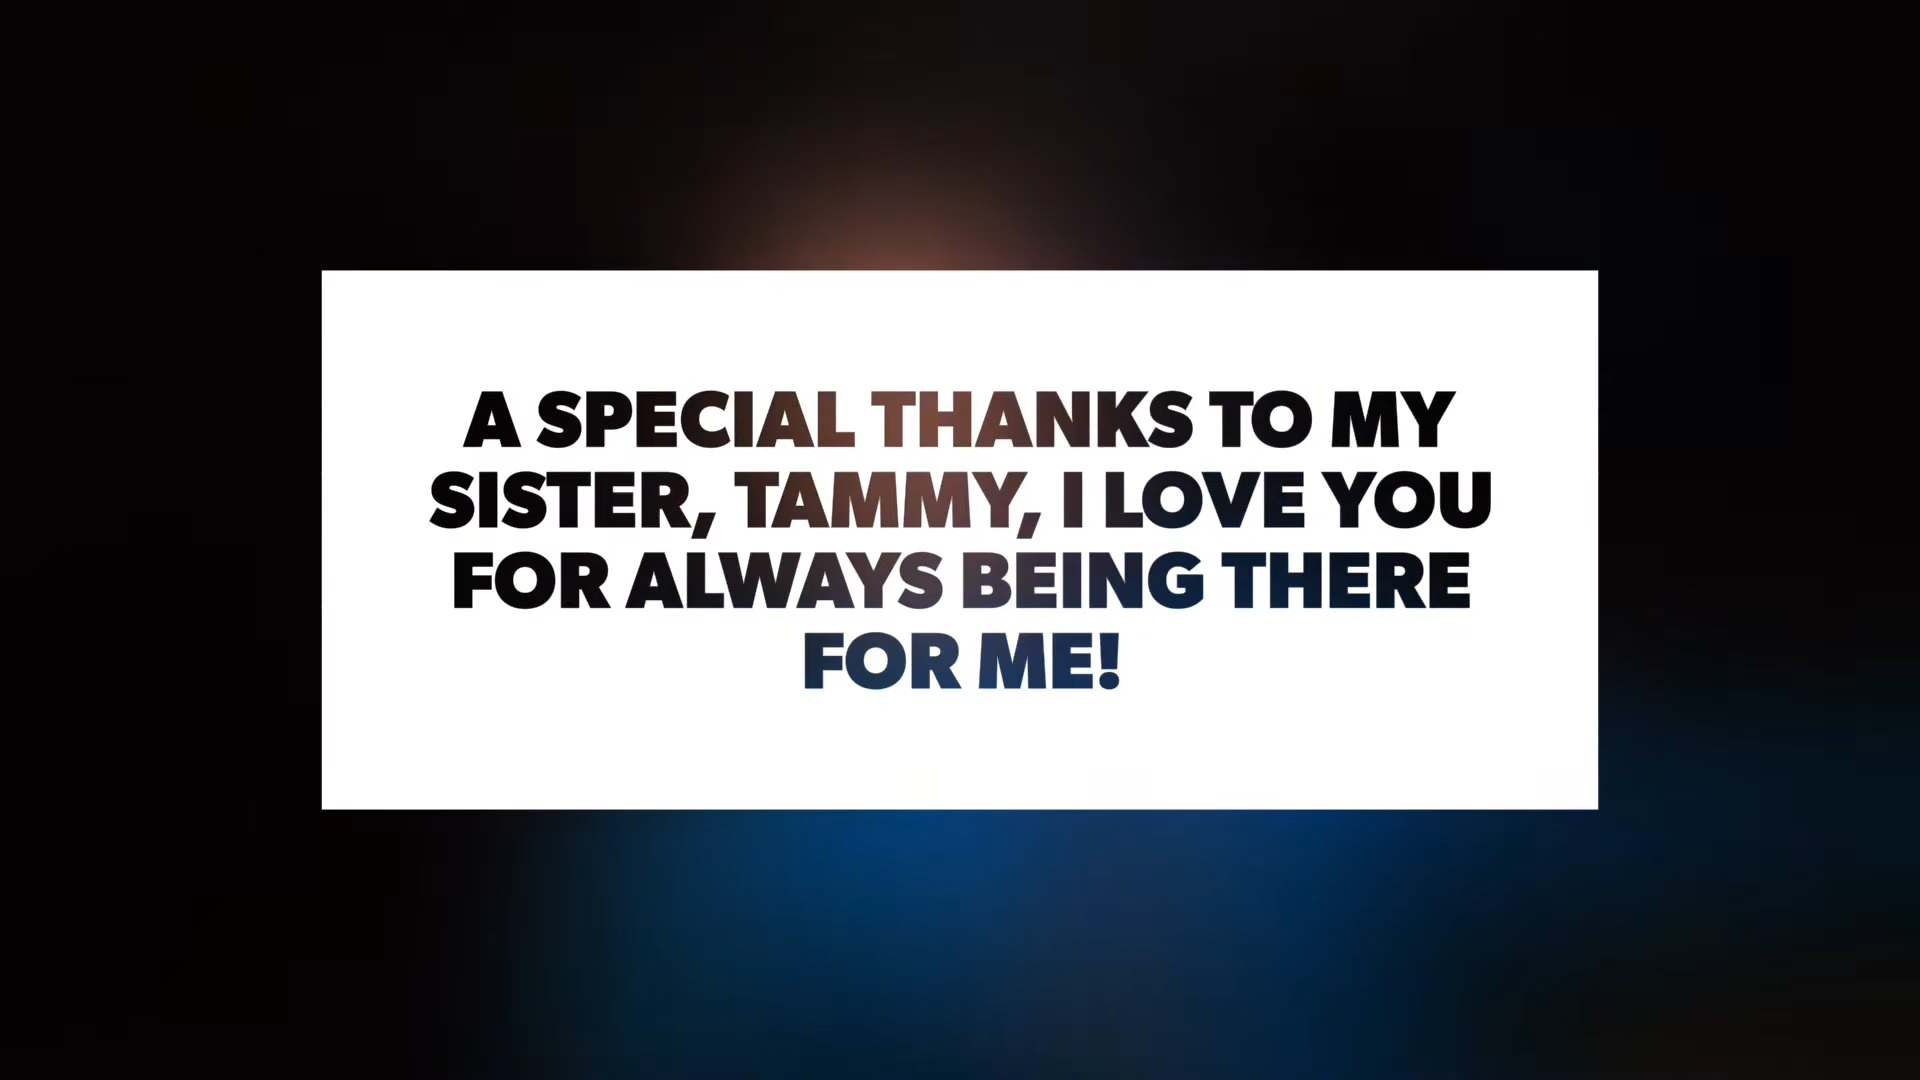 A SPECIAL THANKS TO MY
SISTER, TAMMY, I LOVE YOU
FOR ALWAYS BEING THERE
FOR ME!